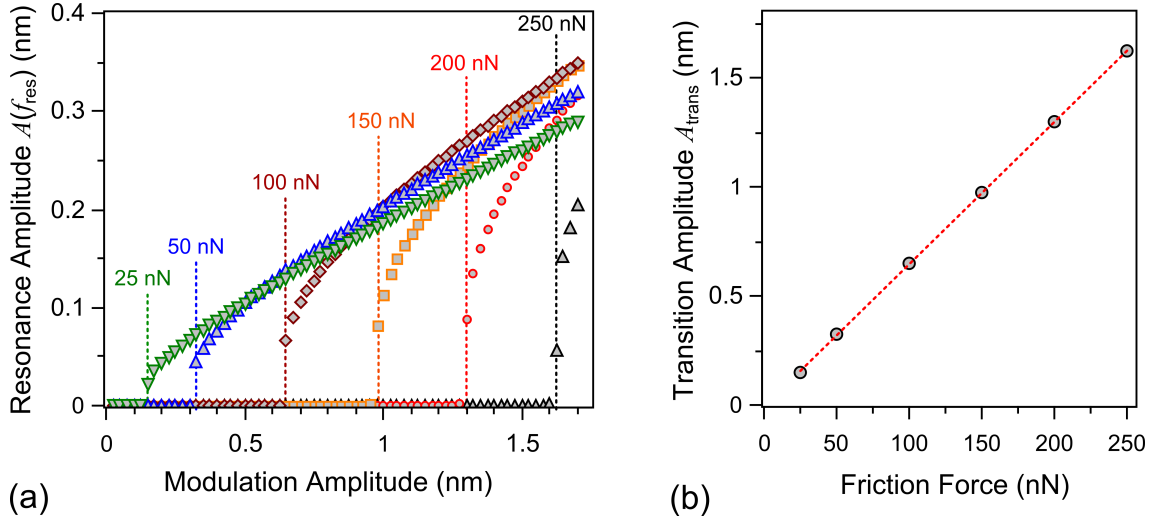 0.4
0.3
0.2
0.1
0
Resonance Amplitude A(fres) (nm)
25 nN
50 nN
100 nN
150 nN
200 nN
250 nN
0
0.5
1
1.5
Modulation Amplitude (nm)
(a)
1.5
1
0.5
0
Transition Amplitude Atrans (nm)
0
50
100
150
200
250
Friction Force (nN)
(b)